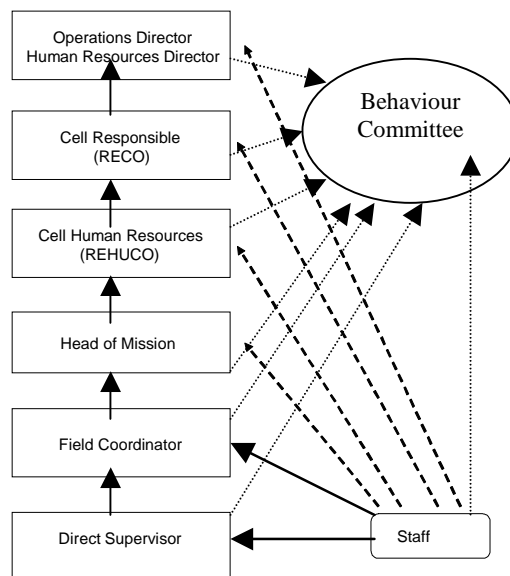 Operations Director
Human Resources Director
Behaviour
Committee
Cell Responsible
(RECO)
Cell Human Resources
(REHUCO)
Head of Mission
Field Coordinator
Direct Supervisor
Staff